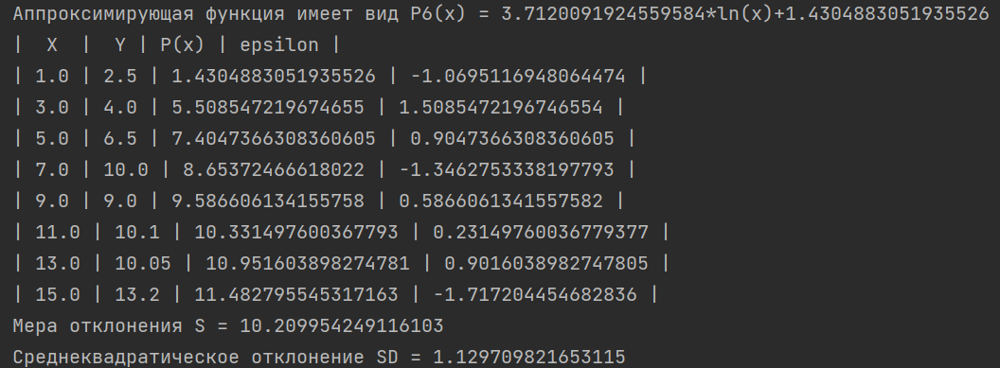 Аппроксимирующая функция имеет вид P6(x) = 3.7120091924559584*ln(x)+1.4304883051935526
|  X  |  Y | P(x) | epsilon |
| 1.0 | 2.5 | 1.4304883051935526 | -1.0695116948064474 |
| 3.0 | 4.0 | 5.508547219674655 | 1.5085472196746554 |
| 5.0 | 6.5 | 7.4047366308360605 | 0.9047366308360605 |
| 7.0 | 10.0 | 8.65372466618022 | -1.3462753338197793 |
| 9.0 | 9.0 | 9.586606134155758 | 0.5866061341557582 |
| 11.0 | 10.1 | 10.331497600367793 | 0.23149760036779377 |
| 13.0 | 10.05 | 10.951603898274781 | 0.9016038982747805 |
| 15.0 | 13.2 | 11.482795545317163 | -1.717204454682836 |
Мера отклонения S = 10.209954249116103
Среднеквадратическое отклонение SD = 1.129709821653115